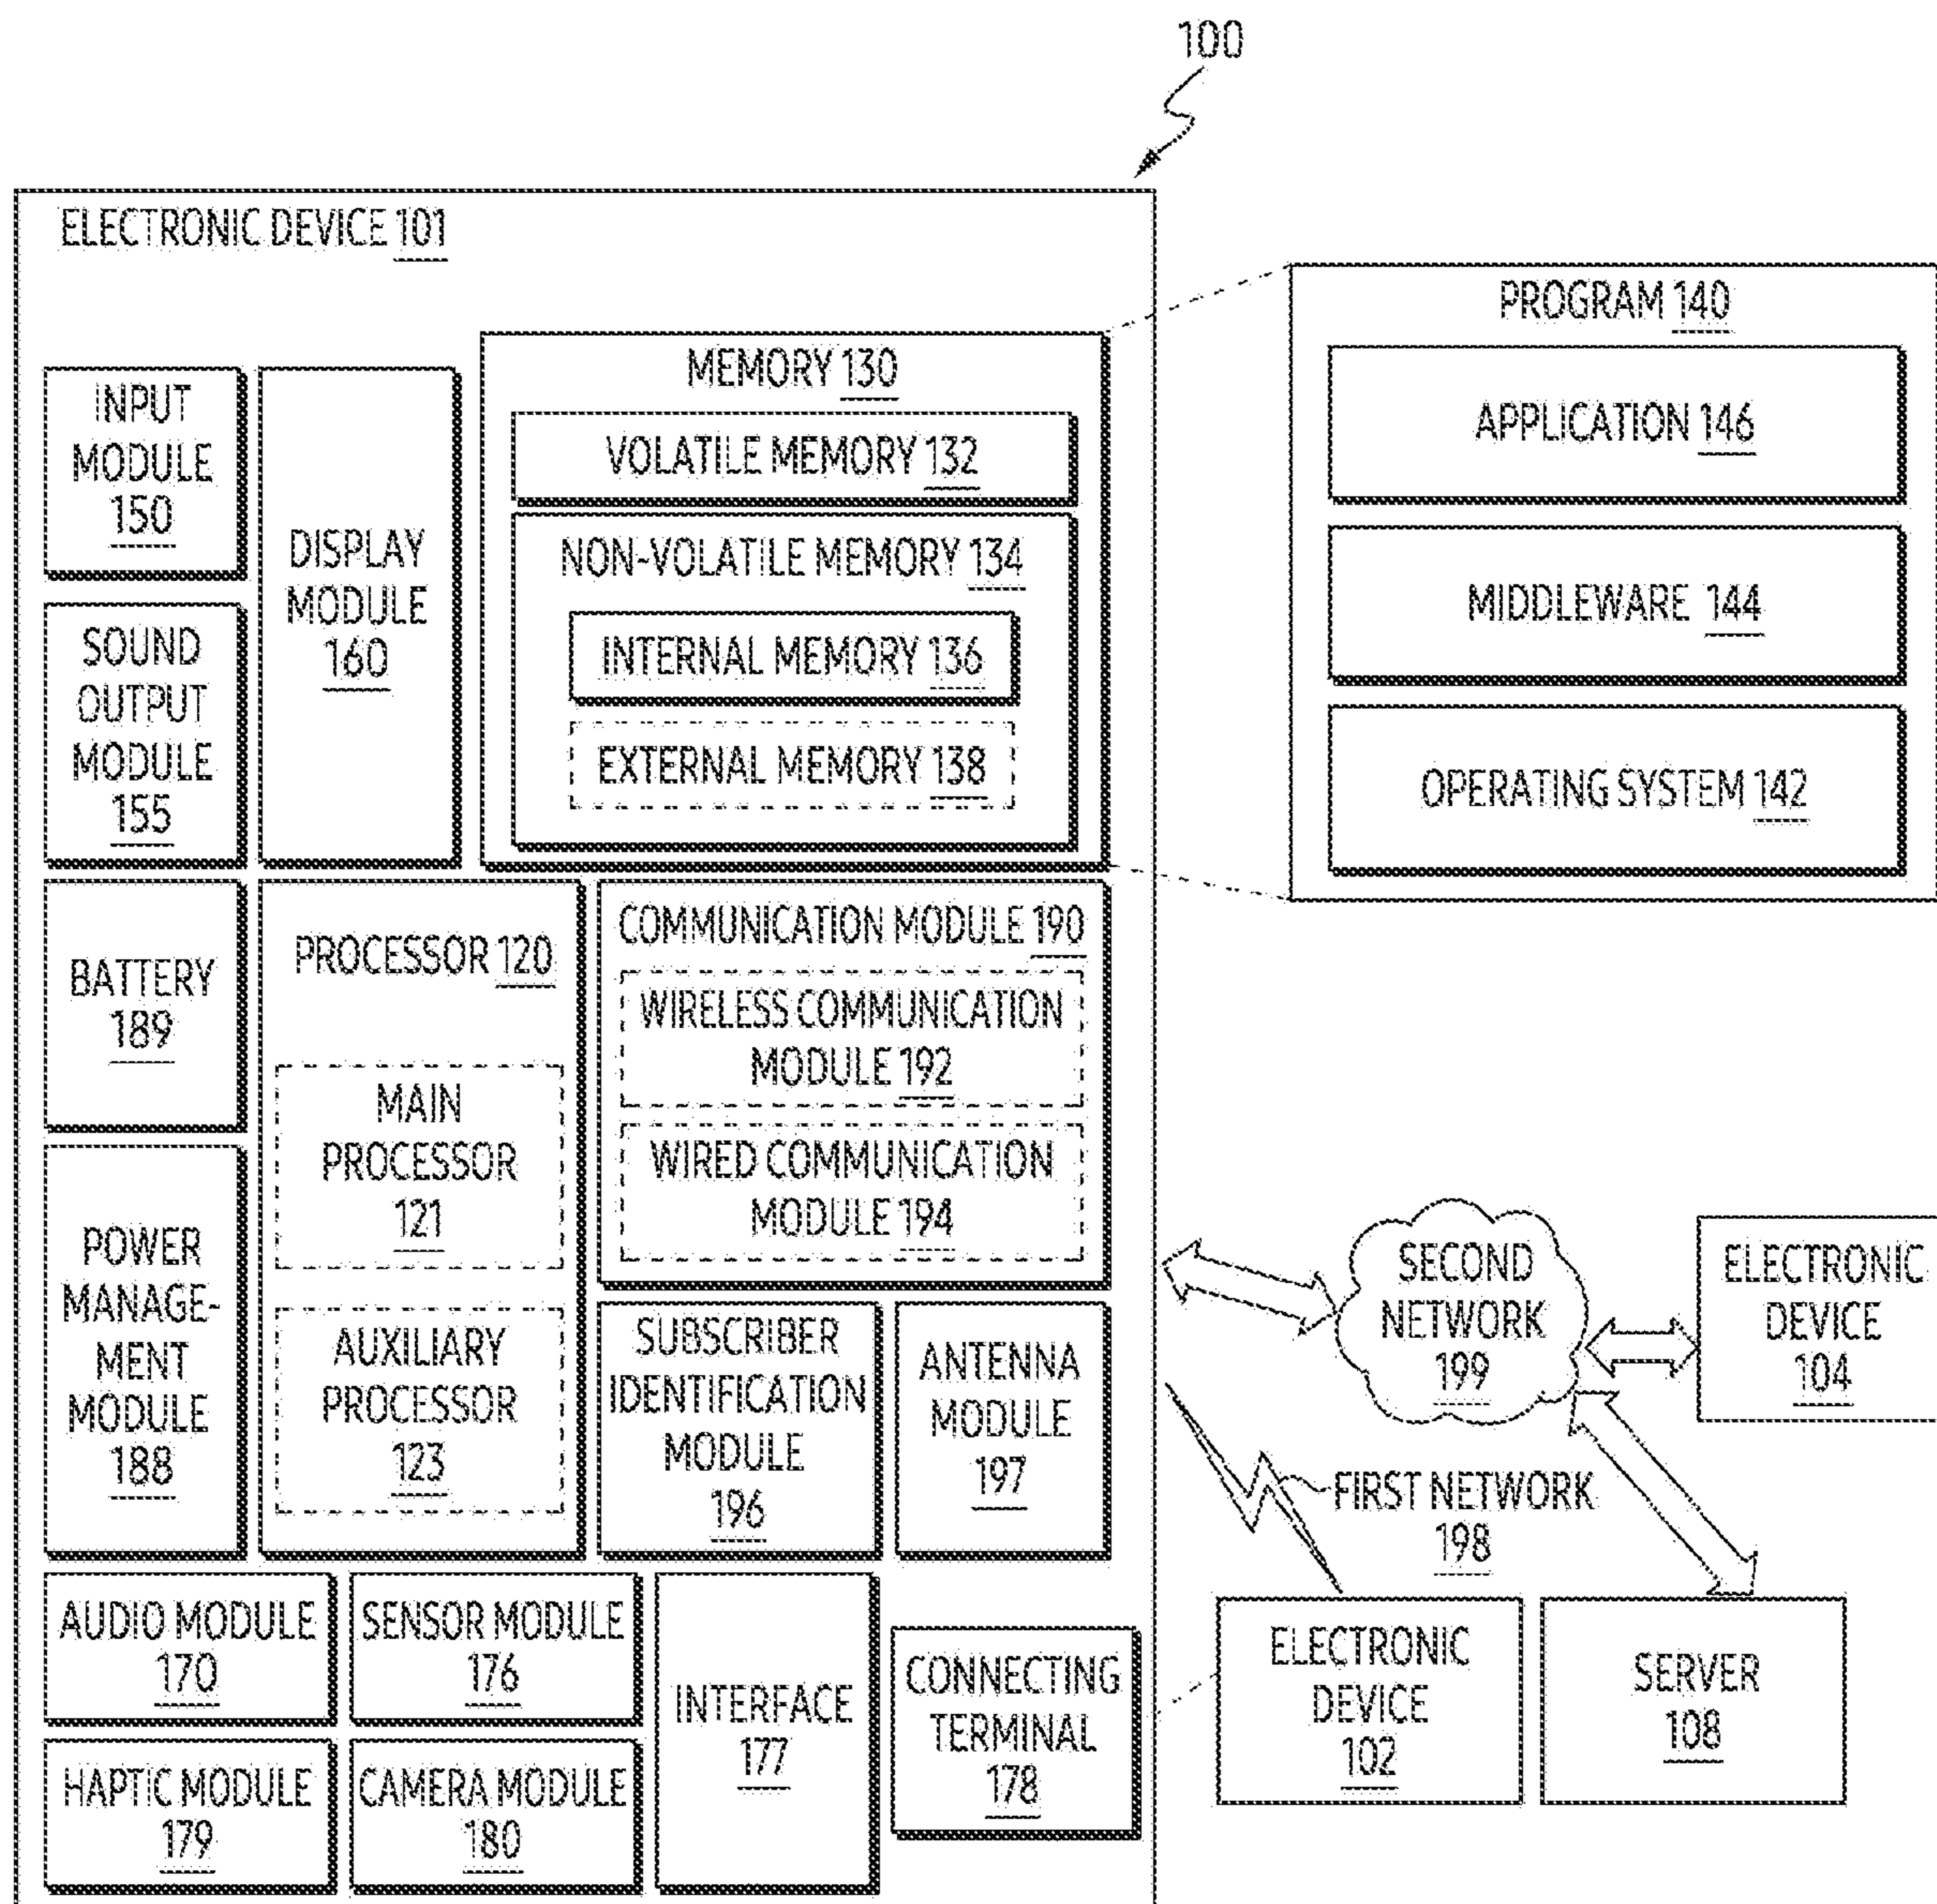 100
ELECTRONIC DEVICE 101
INPUT
MODULE
150
SOUND
OUTPUT
MODULE
155
DISPLAY
MODULE
160
MEMORY 130
VOLATILE MEMORY 132
NON-VOLATILE MEMORY 134
INTERNAL MEMORY 136
EXTERNAL MEMORY 138
PROGRAM 140
APPLICATION 146
MIDDLEWARE 144
OPERATING SYSTEM 142
BATTERY
189
POWER
MANAGE-
MENT
MODULE
188
PROCESSOR 120
MAIN
PROCESSOR
121
AUXILIARY
PROCESSOR
123
COMMUNICATION MODULE 190
WIRELESS COMMUNICATION
MODULE 192
WIRED COMMUNICATION
MODULE 194
SUBSCRIBER
IDENTIFICATION
MODULE
196
ANTENNA
MODULE
197
SECOND
NETWORK
199
ELECTRONIC
DEVICE
104
FIRST NETWORK
198
AUDIO MODULE
170
SENSOR MODULE
176
HAPTIC MODULE
179
CAMERA MODULE
180
INTERFACE
177
CONNECTING
TERMINAL
178
ELECTRONIC
DEVICE
102
SERVER
108